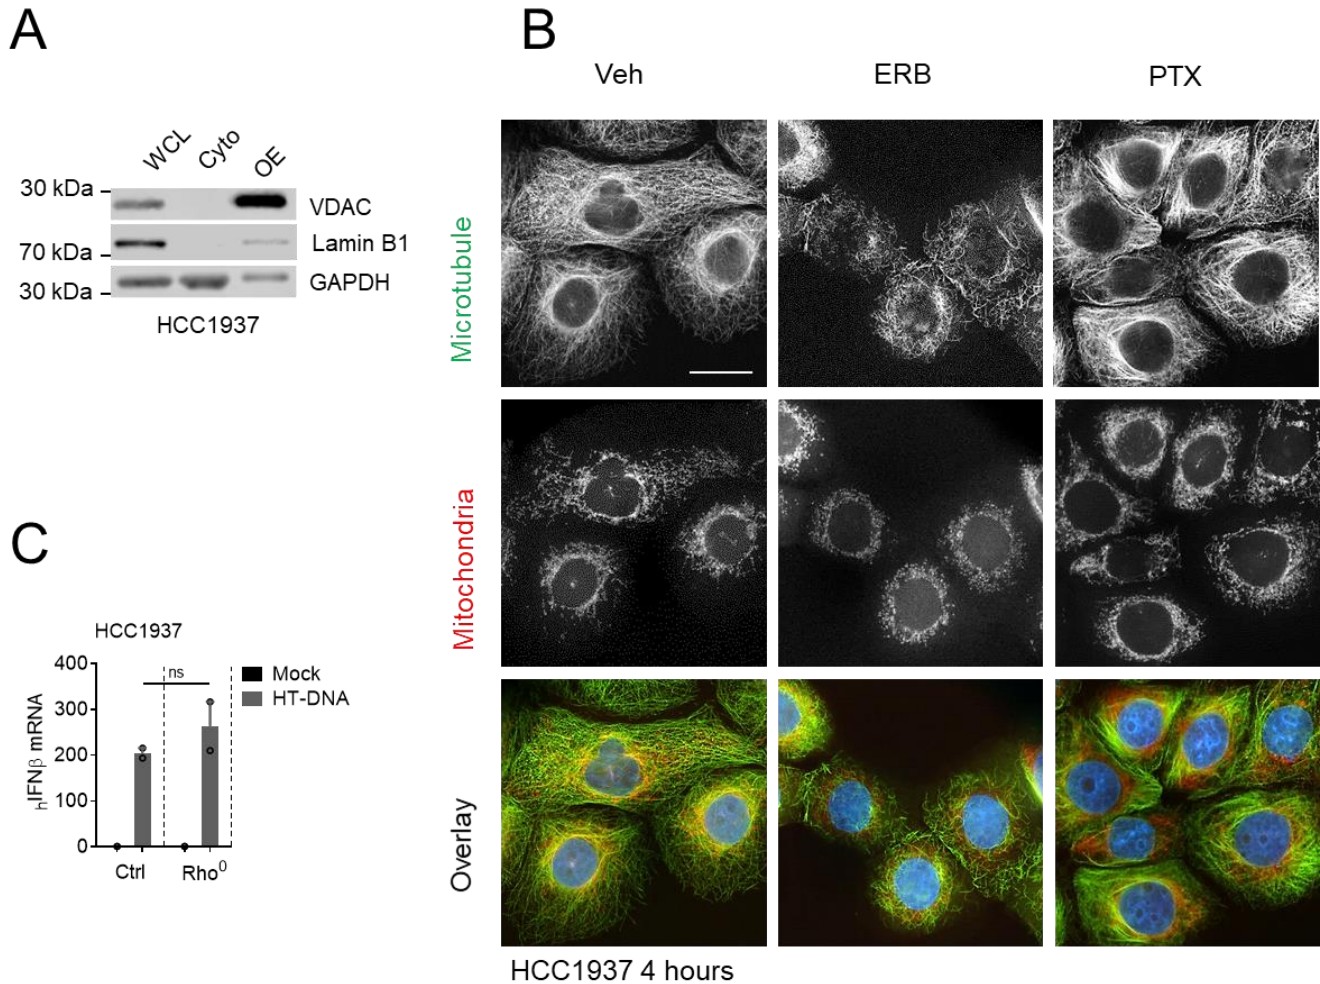 A
WCL
Cyto
OE
30 kDa
VDAC
Lamin B1
70 kDa
GAPDH
30 kDa
HCC1937
B
Veh
ERB
PTX
Microtubule
Mitochondria
Overlay
HCC1937 4 hours
C
HCC1937
400
300
200
100
0
hIFNβ mRNA
ns
Mock
HT-DNA
Ctrl
Rho0